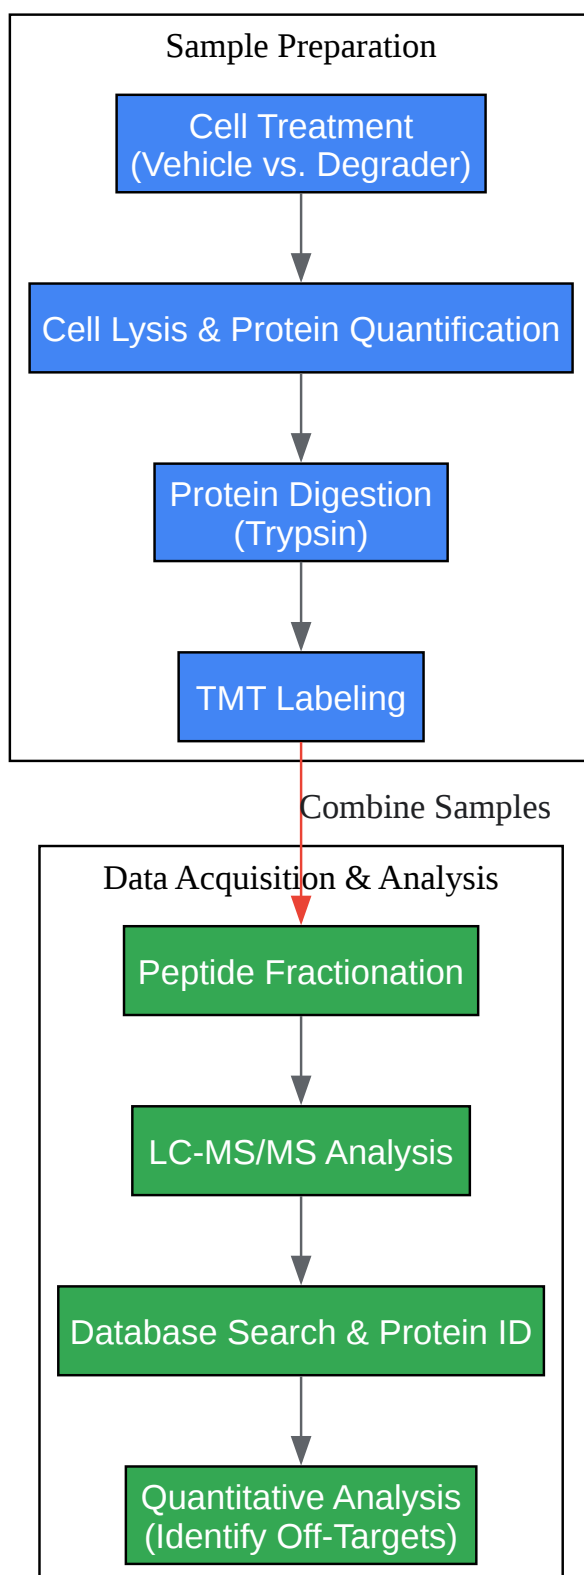 Sample Preparation
Cell Treatment
(Vehicle vs. Degrader)
Cell Lysis & Protein Quantification
Protein Digestion
(Trypsin)
TMT Labeling
Combine Samples
Data Acquisition & Analysis
Peptide Fractionation
LC-MS/MS Analysis
Database Search & Protein ID
Quantitative Analysis
(Identify Off-Targets)